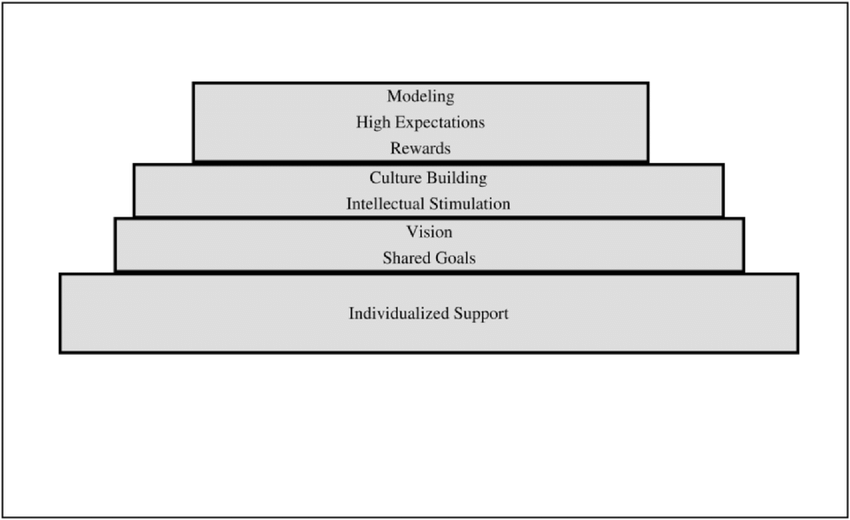 Modeling
High Expectations
Rewards
Culture Building
Intellectual Stimulation
Vision
Shared Goals
Individualized Support